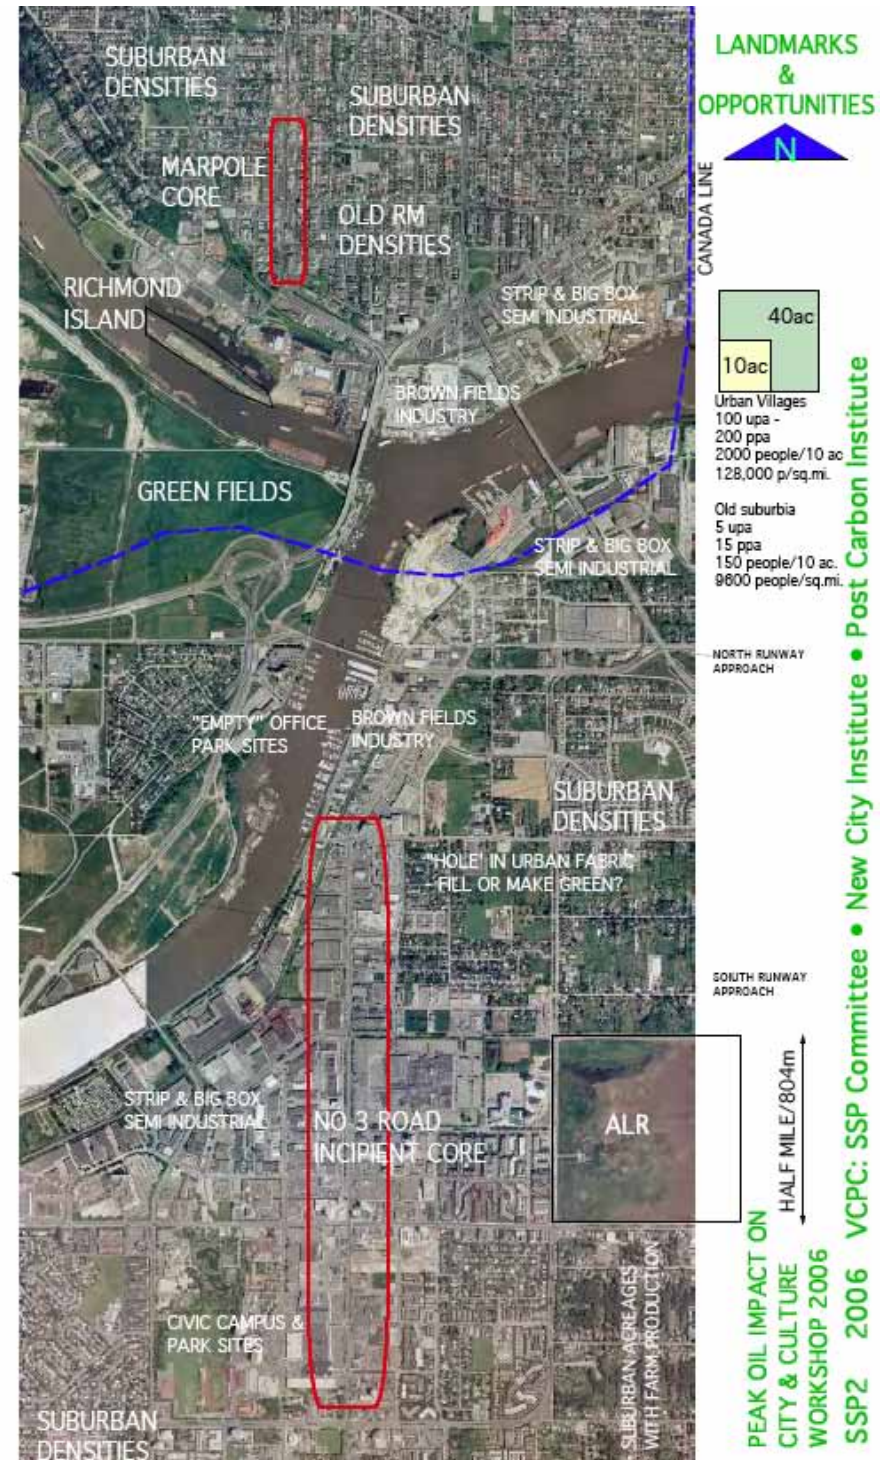 SUBURBAN
DENSITIES
SUBURBAN
DENSITIES
MARPOLE
CORE
OLD RM
DENSITIES
RICHMOND
ISLAND
STRIP & BIG BOX
SEMI INDUSTRIAL
BROWN FIELDS
INDUSTRY
GREEN FIELDS
STRIP & BIG BOX
SEMI INDUSTRIAL
"EMPTY" OFFICE
PARK SITES
BROWN FIELDS
INDUSTRY
SUBURBAN
DENSITIES
"HOLE' IN URBAN FABRIC
- FILL OR MAKE GREEN?
STRIP & BIG BOX
SEMI INDUSTRIAL
NO 3 ROAD
INCIPIENT CORE
ALR
CIVIC CAMPUS &
PARK SITES
SUBURBAN ACREAGES
WITH FARM PRODUCTION
SUBURBAN
DENSITIES
LANDMARKS
&
OPPORTUNITIES
N
CANADA LINE
40ac
10ac
Urban Villages
100 upa -
200 ppa
2000 people/10 ac
128,000 p/sq.mi.
Old suburbia
5 upa
15 ppa
150 people/10 ac.
9600 people/sq.mi.
NORTH RUNWAY
APPROACH
SOUTH RUNWAY
APPROACH
HALF MILE/804m
PEAK OIL IMPACT ON
CITY & CULTURE
WORKSHOP 2006
SSP2 2006 VCPC: SSP Committee • New City Institute • Post Carbon Institute